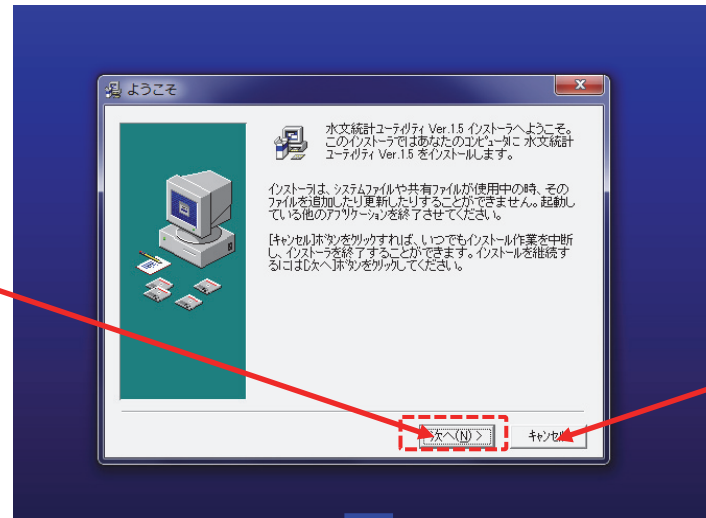 ようこそ
水文統計ユーティリティ Ver.1.5 インストーラへようこそ。
このインストーラではあなたのコンピュータに 水文統計
ユーティリティ Ver.1.5 をインストールします。
インストーラは、システムファイルや共有ファイルが使用中の時、その
ファイルを追加したり更新したりすることができません。起動し
ている他のアプリケーションを終了させてください。
[キャンセル]ボタンをクリックすれば、いつでもインストール作業を中断
し、インストーラを終了することができます。インストールを継続す
るには[次へ]ボタンをクリックしてください。
次へ(N) >
キャンセル